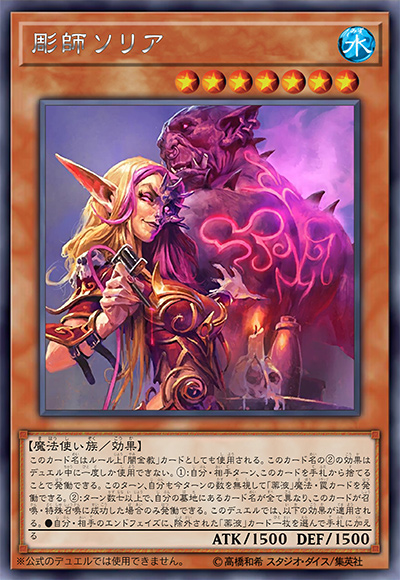 彫師ソリア
水
【魔法使い族／効果】
このカード名はルール上「闇金教」カードとしても使用される。このカード名の②の効果は
デュエル中に一度しか使用できない。①:自分・相手ターン、このカードを手札から捨てる
ことで発動できる。このターン、自分も今ターンの数を無視して「薬液」魔法・罠カードを発
動できる。②:ターン数七以上で、自分の墓地にあるカード名が全て異なり、このカードが召
喚・特殊召喚に成功した場合のみ発動できる。このデュエルでは、以下の効果が適用され
る。●自分・相手のエンドフェイズに、除外された「薬液」カード一枚を選んで手札に加え
る
ATK/1500 DEF/1500
※公式のデュエルでは使用できません。 ©高橋和希 スタジオ・ダイス/集英社